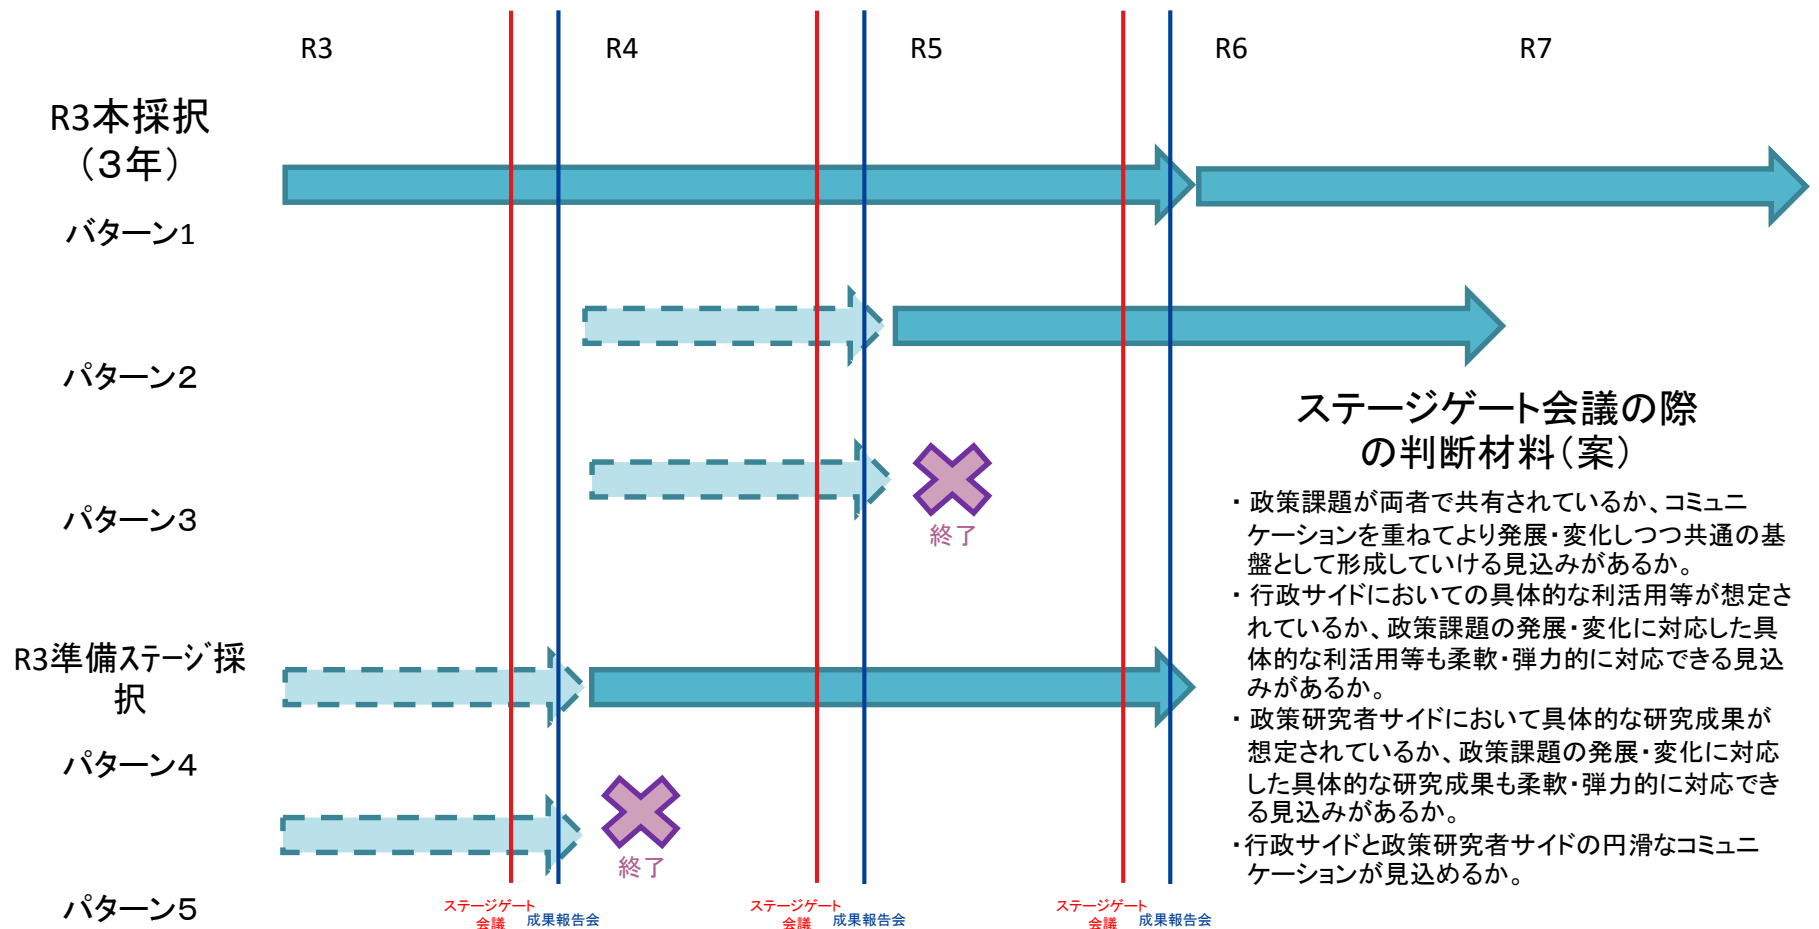 R3
R4
R5
R6
R7
R3本採択
（３年）
パターン1
パターン２
パターン３
終了
R3準備ステージ採
択
パターン４
終了
パターン５
ステージゲート会議の際
の判断材料（案）
・ 政策課題が両者で共有されているか、コミュニ
ケーションを重ねてより発展・変化しつつ共通の基
盤として形成していける見込みがあるか。
・ 行政サイドにおいての具体的な利活用等が想定さ
れているか、政策課題の発展・変化に対応した具
体的な利活用等も柔軟・弾力的に対応できる見込
みがあるか。
・ 政策研究者サイドにおいて具体的な研究成果が
想定されているか、政策課題の発展・変化に対応
した具体的な研究成果も柔軟・弾力的に対応でき
る見込みがあるか。
・行政サイドと政策研究者サイドの円滑なコミュニ
ケーションが見込めるか。
ステージゲート
会議
成果報告会
ステージゲート
会議
成果報告会
ステージゲート
会議
成果報告会